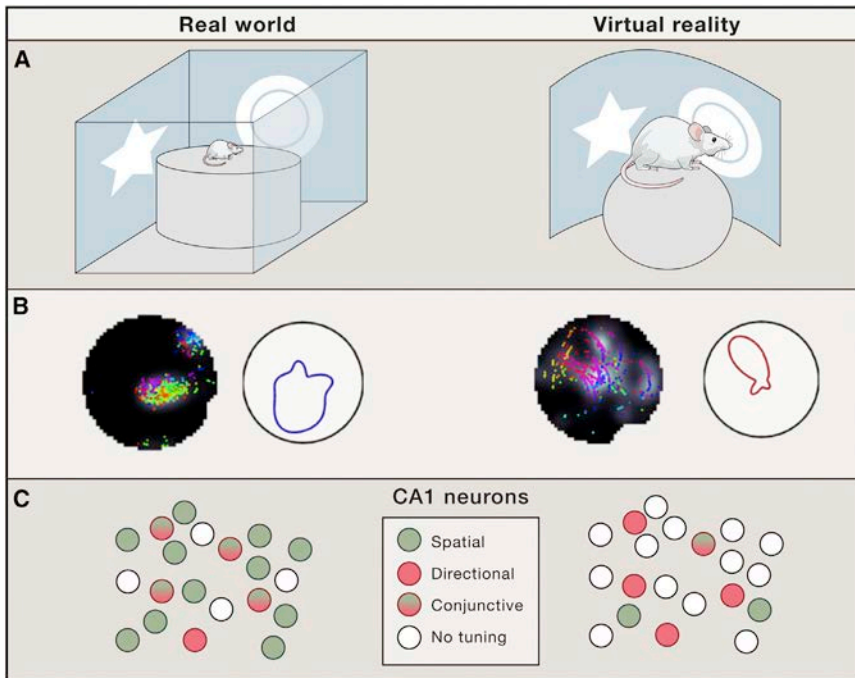 Real world
Virtual reality
A
B
C
CA1 neurons
Spatial
Directional
Conjunctive
No tuning